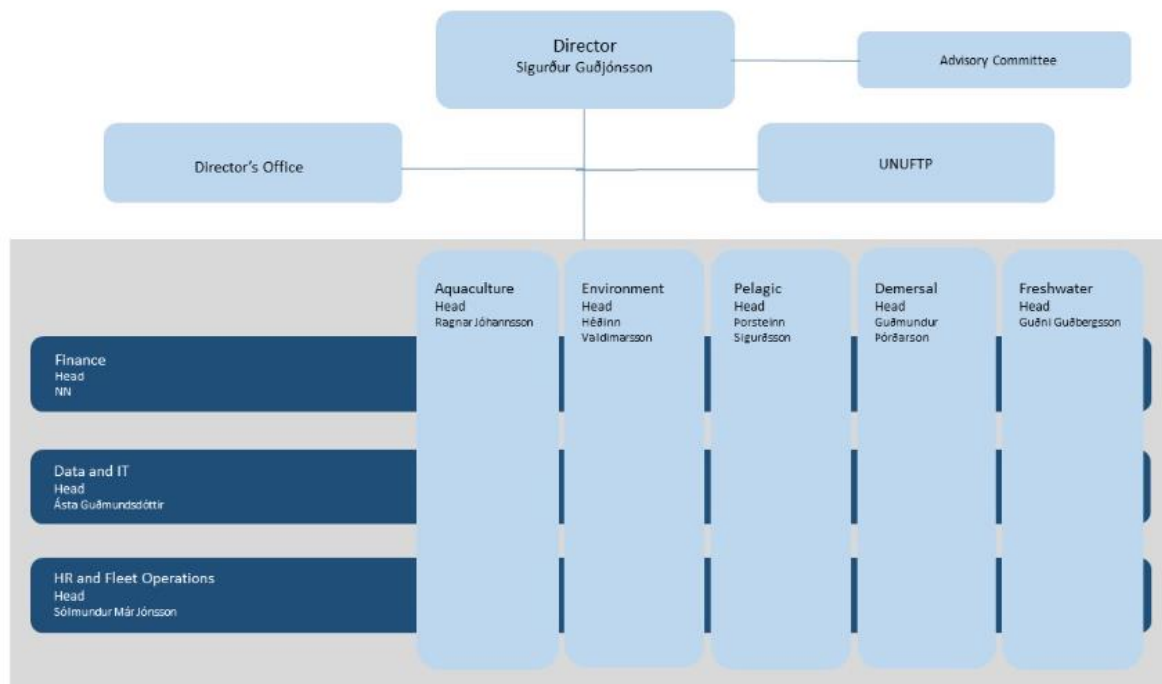 Director
Sigurður Guðjónsson
Advisory Committee
Director's Office
UNUFTP
Aquaculture
Head
Ragnar Jóhannsson
Environment
Head
Héðinn
Valdimarsson
Pelagic
Head
Þorsteinn
Sigurðsson
Demersal
Head
Guðmundur
Þórðarson
Freshwater
Head
Guðni Guðbergsson
Finance
Head
NN
Data and IT
Head
Ásta Guðmundsdóttir
HR and Fleet Operations
Head
Sólmundur Már Jónsson